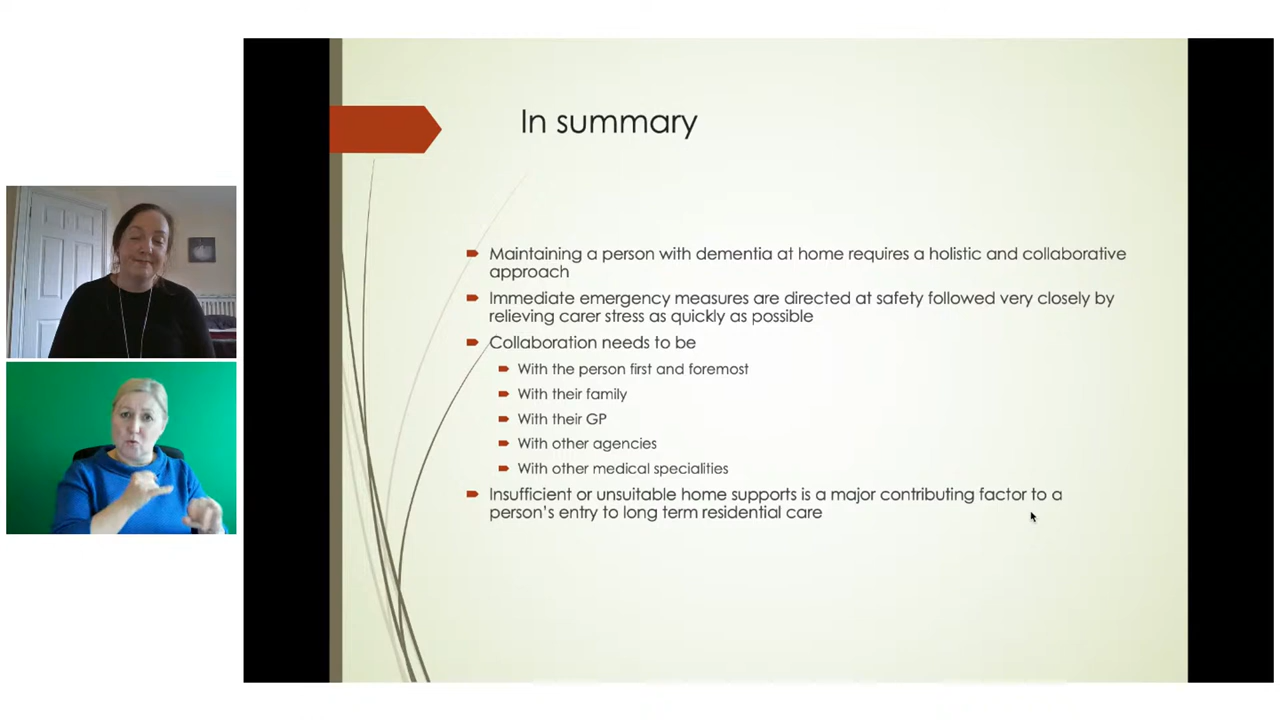 In summary
Maintaining a person with dementia at home requires a holistic and collaborative
approach
Immediate emergency measures are directed at safety followed very closely by
relieving carer stress as quickly as possible
Collaboration needs to be
With the person first and foremost
With their family
With their GP
With other agencies
With other medical specialities
Insufficient or unsuitable home supports is a major contributing factor to a
person's entry to long term residential care